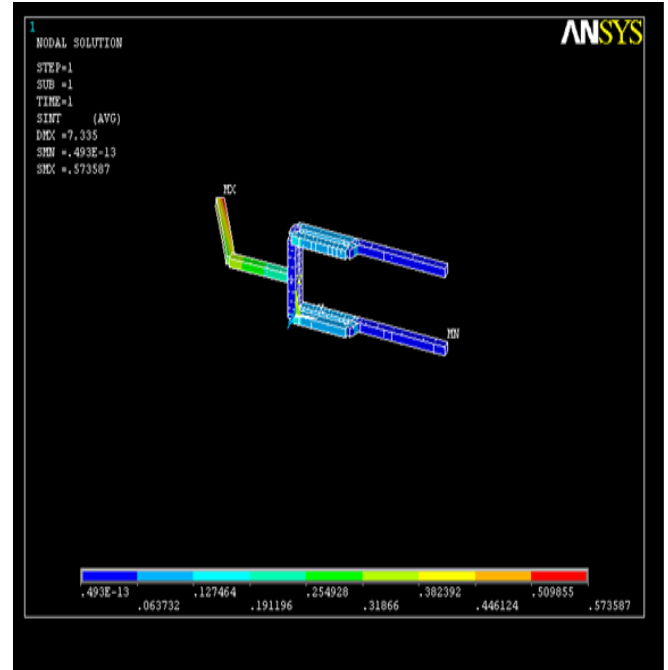 1
ANSYS
NODAL SOLUTION
STEP=1
SUB =1
TIME=1
SINT (AVG)
DMX =7.335
SMN =.493E-13
SMX =.573587
MX
MN
.493E-13 .127464 .254928 .382392 .509855
.063732 .191196 .31866 .446124 .573587